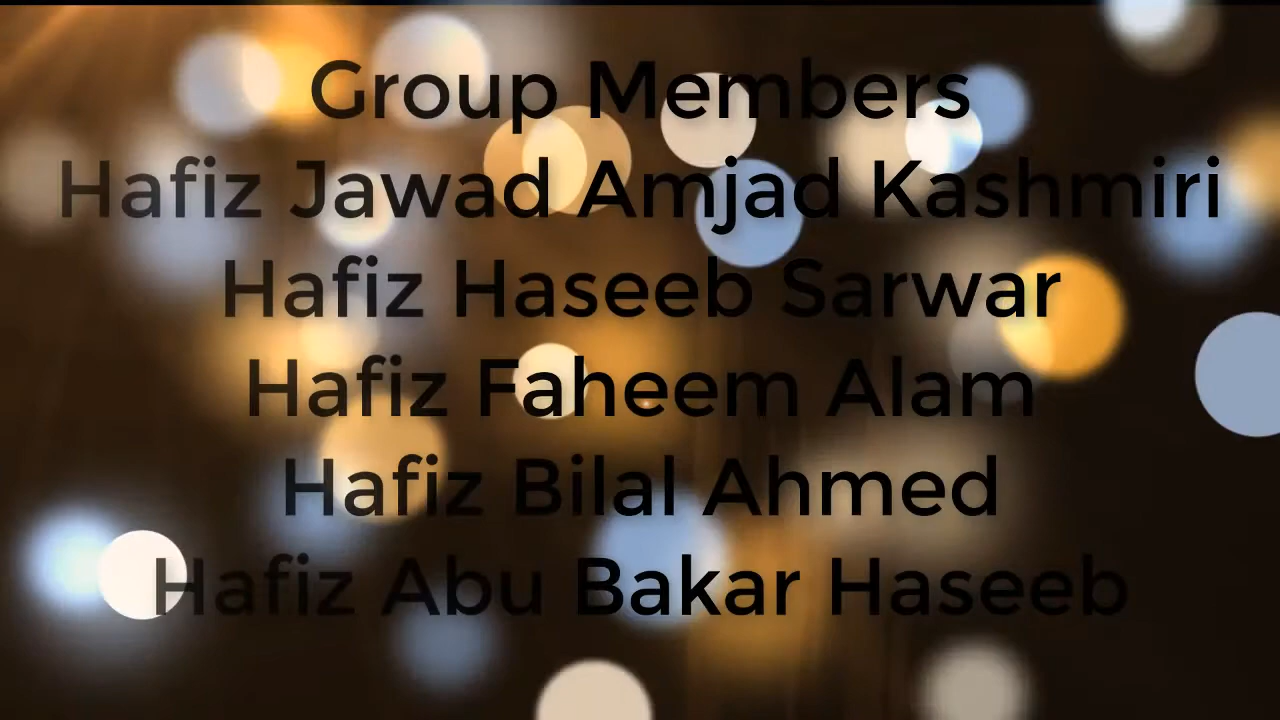 Group Members
Hafiz Jawad Amjad Kashmiri
Hafiz Haseeb Sarwar
Hafiz Faheem Alam
Hafiz Bilal Ahmed
Hafiz Abu Bakar Haseeb